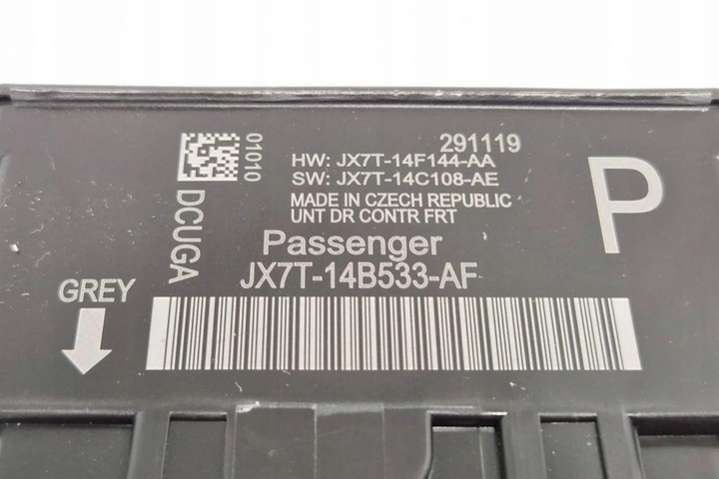 291119
01010
HW: JX7T-14F144-AA
SW: JX7T-14C108-AE
MADE IN CZECH REPUBLIC
UNT DR CONTR FRT
P
DCUGA
Passenger
JX7T-14B533-AF
GREY